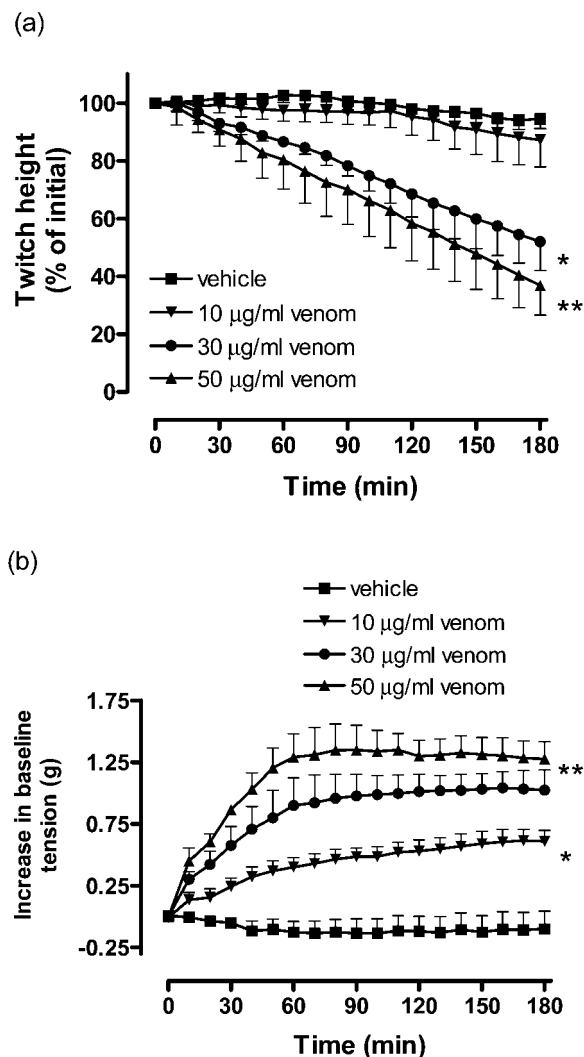 (a)
Twitch height
(% of initial)
100
80
60
40
20
0
vehicle
10 μg/ml venom
30 μg/ml venom
50 μg/ml venom
*
**
0 30 60 90 120 150 180
Time (min)
(b)
vehicle
10 μg/ml venom
30 μg/ml venom
50 μg/ml venom
Increase in baseline
tension (g)
1.75
1.25
0.75
0.25
-0.25
**
*
0 30 60 90 120 150 180
Time (min)